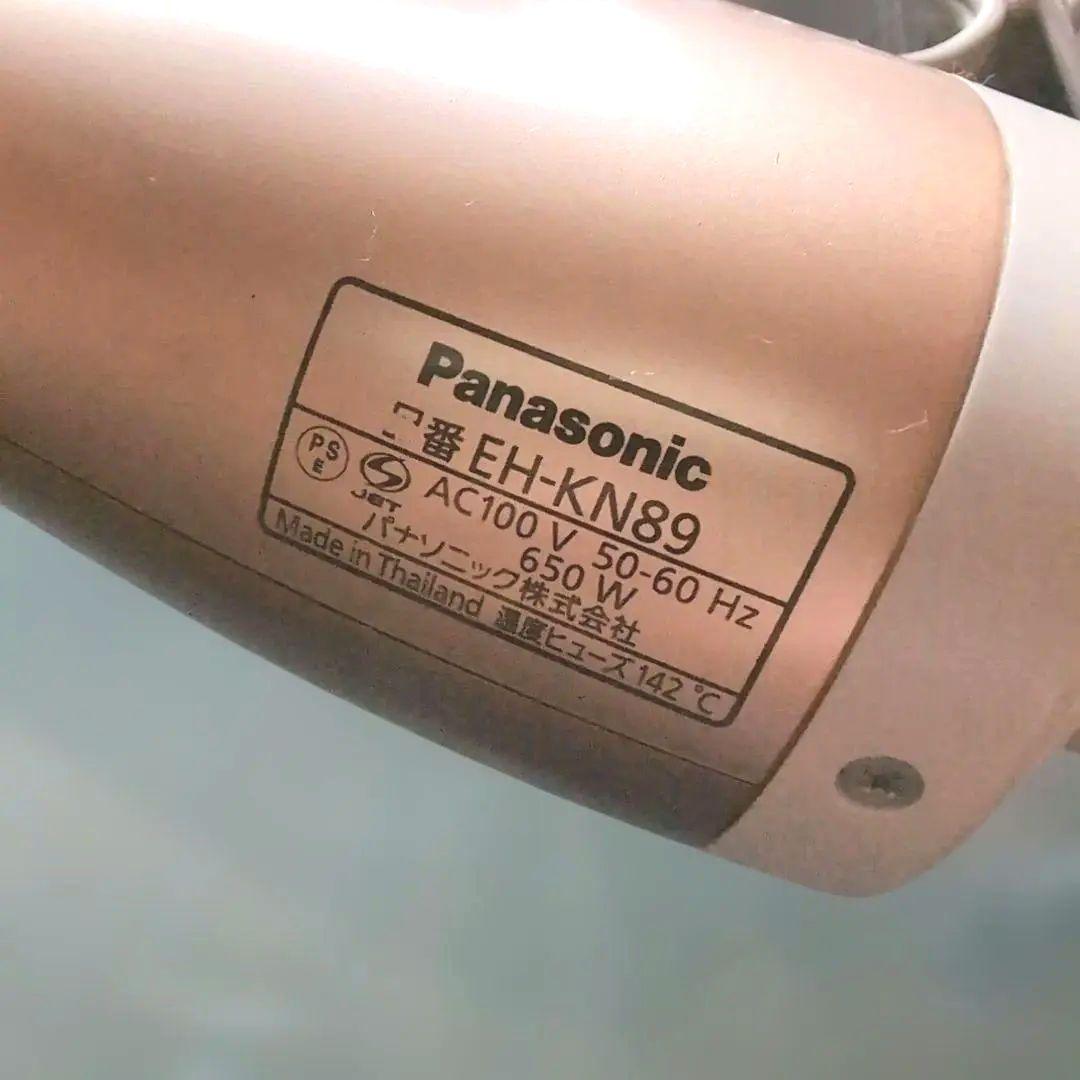 Panasonic
品番 EH-KN89
PS
E
JET
AC100 V 50-60 Hz
650 W
パナソニック株式会社
Made in Thailand 温度ヒューズ 142 ℃